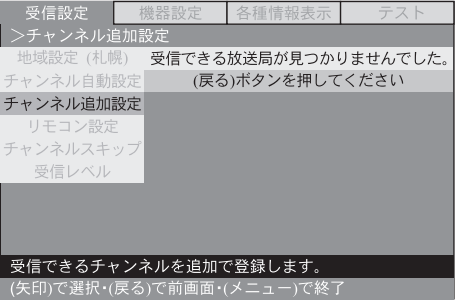 受信設定 機器設定 各種情報表示 テスト
＞チャンネル追加設定
地域設定 (札幌)
チャンネル自動設定
チャンネル追加設定
リモコン設定
チャンネルスキップ
受信レベル
受信できる放送局が見つかりませんでした。
(戻る)ボタンを押してください
受信できるチャンネルを追加で登録します。
(矢印)で選択・(戻る)で前画面・(メニュー)で終了